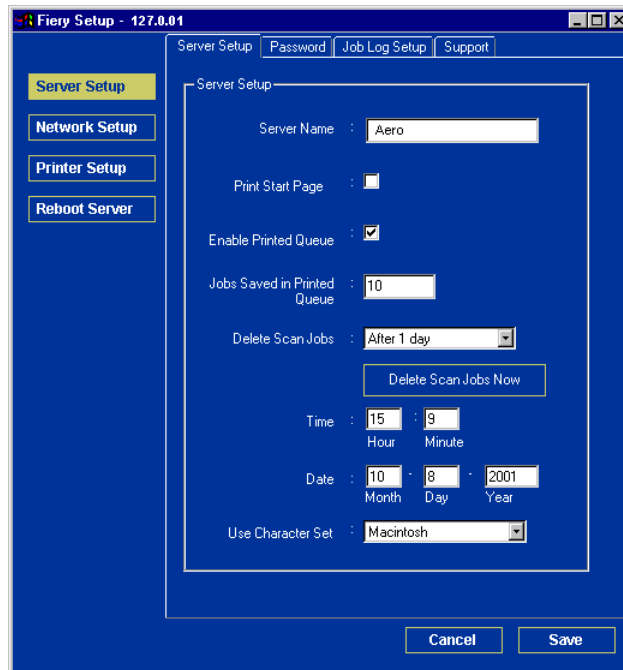 Fiery Setup - 127.0.01
Server Setup
Password
Job Log Setup
Support
Server Setup
Network Setup
Printer Setup
Reboot Server
Server Setup
Server Name : Aero
Print Start Page :
Enable Printed Queue :
Jobs Saved in Printed : 10
Queue
Delete Scan Jobs : After 1 day
Delete Scan Jobs Now
Time : 15 : 9
Hour Minute
Date : 10 - 8 - 2001
Month Day Year
Use Character Set : Macintosh
Cancel
Save